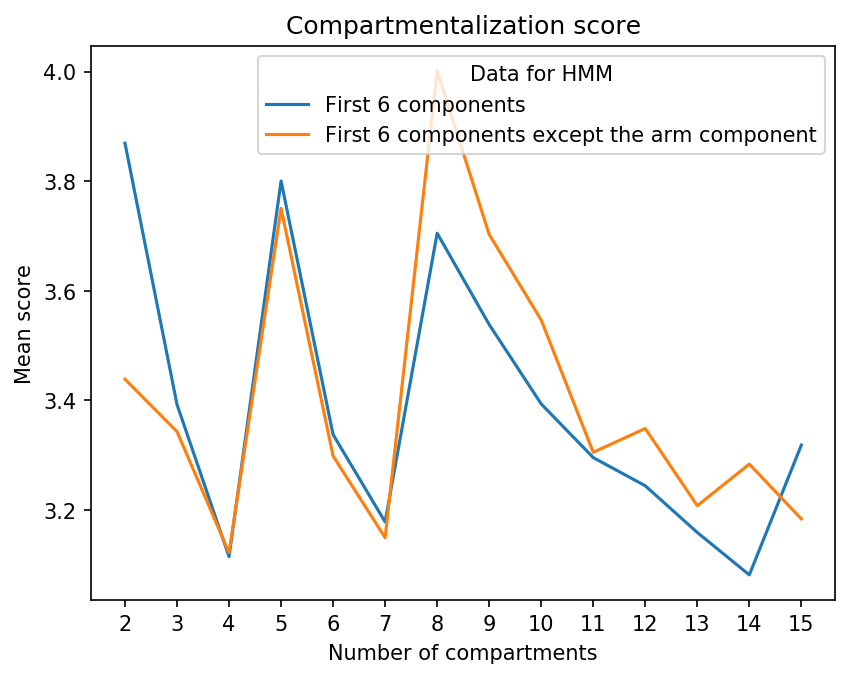 Compartmentalization score
Data for HMM
First 6 components
First 6 components except the arm component
4.0
3.8
3.6
3.4
3.2
Mean score
2 3 4 5 6 7 8 9 10 11 12 13 14 15
Number of compartments